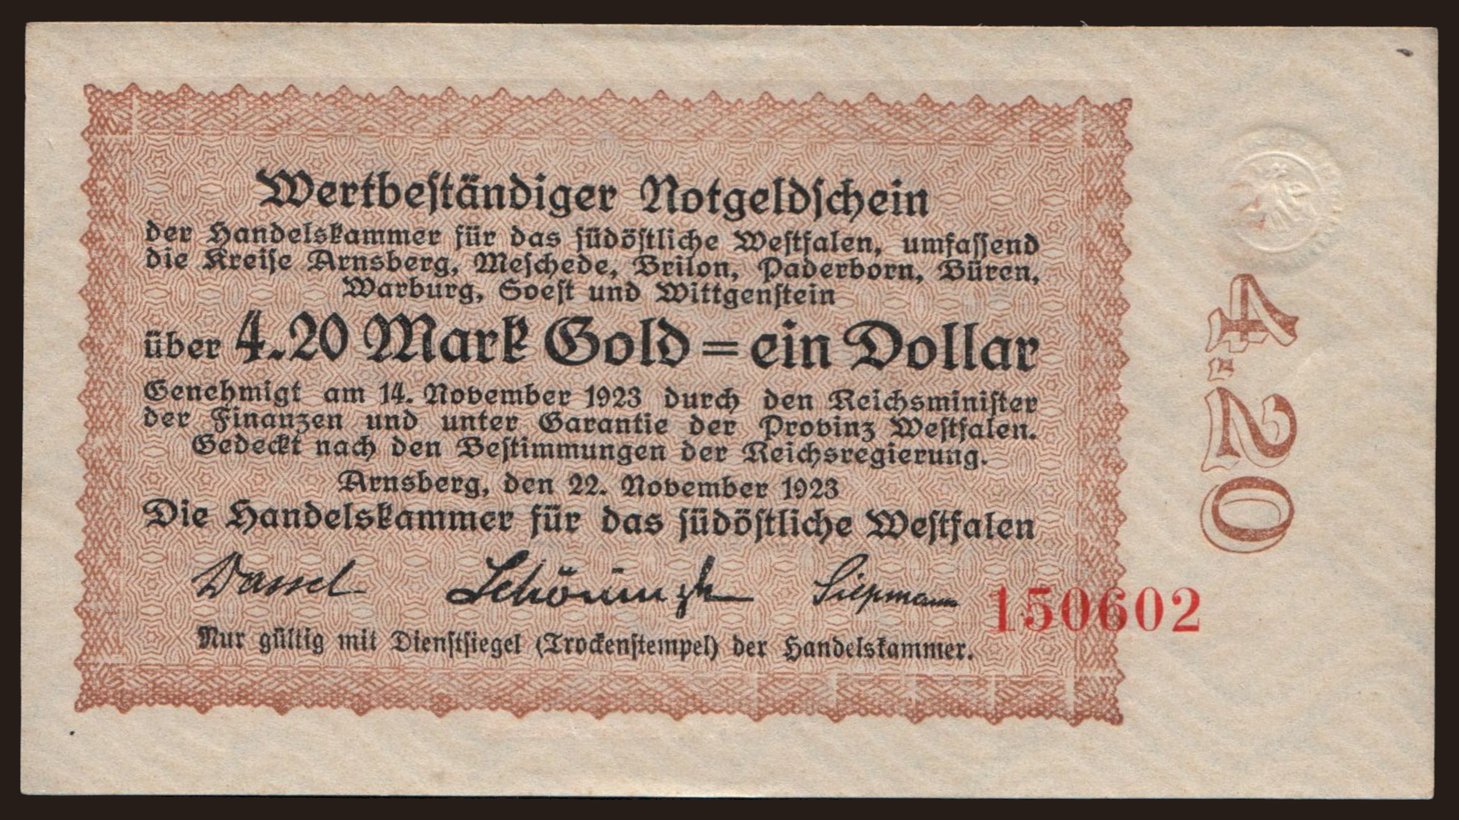 Wertbeständiger Notgeldschein
der Handelskammer für das südöstliche Westfalen, umfassend
die Kreise Arnsberg, Meschede, Brilon, Paderborn, Büren,
Warburg, Soest und Wittgenstein
über 4.20 Mark Gold = ein Dollar
Genehmigt am 14. November 1923 durch den Reichsminister
der Finanzen und unter Garantie der Provinz Westfalen.
Gedeckt nach den Bestimmungen der Reichsregierung.
Arnsberg, den 22. November 1923
Die Handelskammer für das südöstliche Westfalen
Dassel Siepmann
150602
Nur gültig mit Dienstsiegel (Trockenstempel) der Handelskammer.
4.20